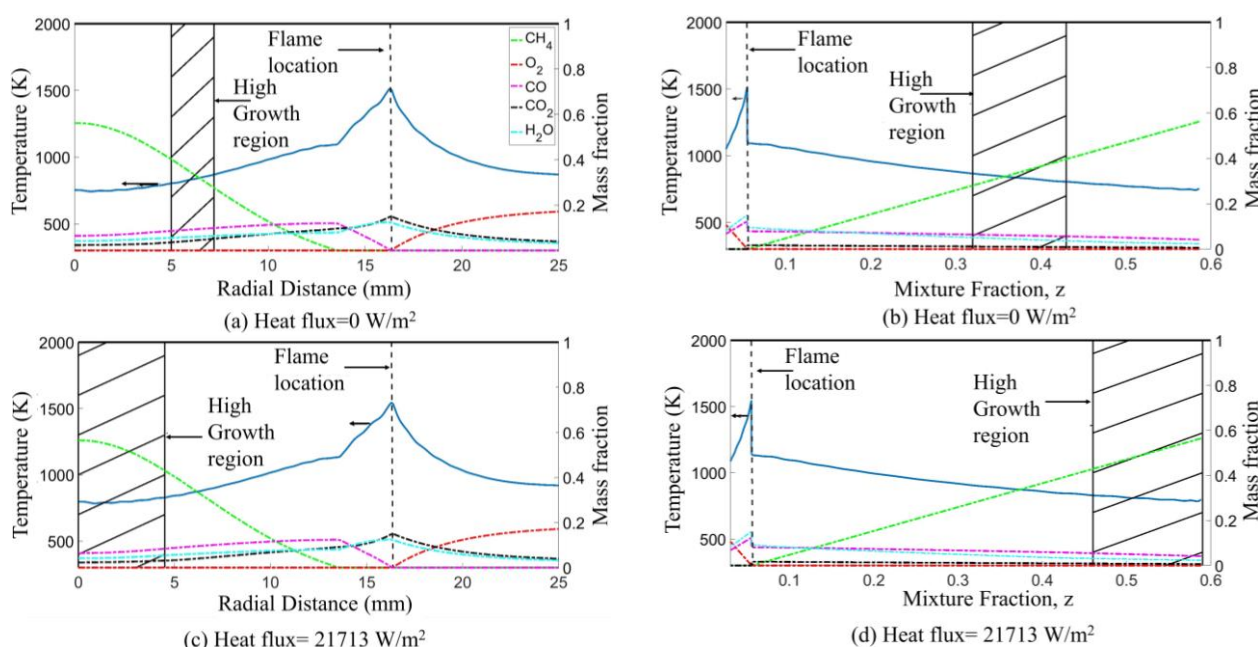 2000
1500
1000
500
Temperature (K)
Flame
location
High
Growth
region
CH₄
O₂
CO
CO₂
H₂O
1
0.8
0.6
0.4
0.2
0
Mass fraction
0 5 10 15 20 25
Radial Distance (mm)
(a) Heat flux=0 W/m²
2000
1500
1000
500
Temperature (K)
Flame
location
High
Growth
region
1
0.8
0.6
0.4
0.2
0
Mass fraction
0.1 0.2 0.3 0.4 0.5 0.6
Mixture Fraction, z
(b) Heat flux=0 W/m²
2000
1500
1000
500
Temperature (K)
Flame
location
High
Growth
region
1
0.8
0.6
0.4
0.2
0
Mass fraction
0 5 10 15 20 25
Radial Distance (mm)
(c) Heat flux= 21713 W/m²
2000
1500
1000
500
Temperature (K)
Flame
location
High
Growth
region
1
0.8
0.6
0.4
0.2
0
Mass fraction
0.1 0.2 0.3 0.4 0.5 0.6
Mixture Fraction, z
(d) Heat flux= 21713 W/m²